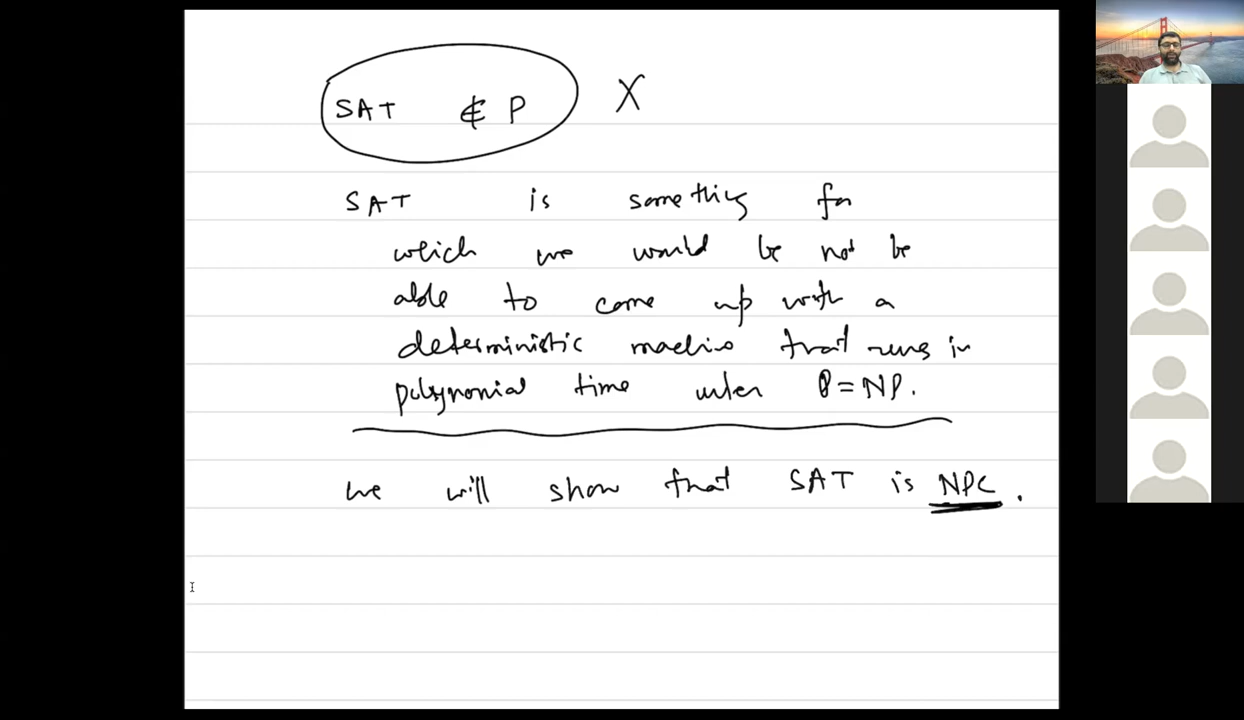 SAT ∉ P X
SAT is something for
which we would be not be
able to come up with a
deterministic machine that runs in
polynomial time when P=NP.
We will show that SAT is NPC.